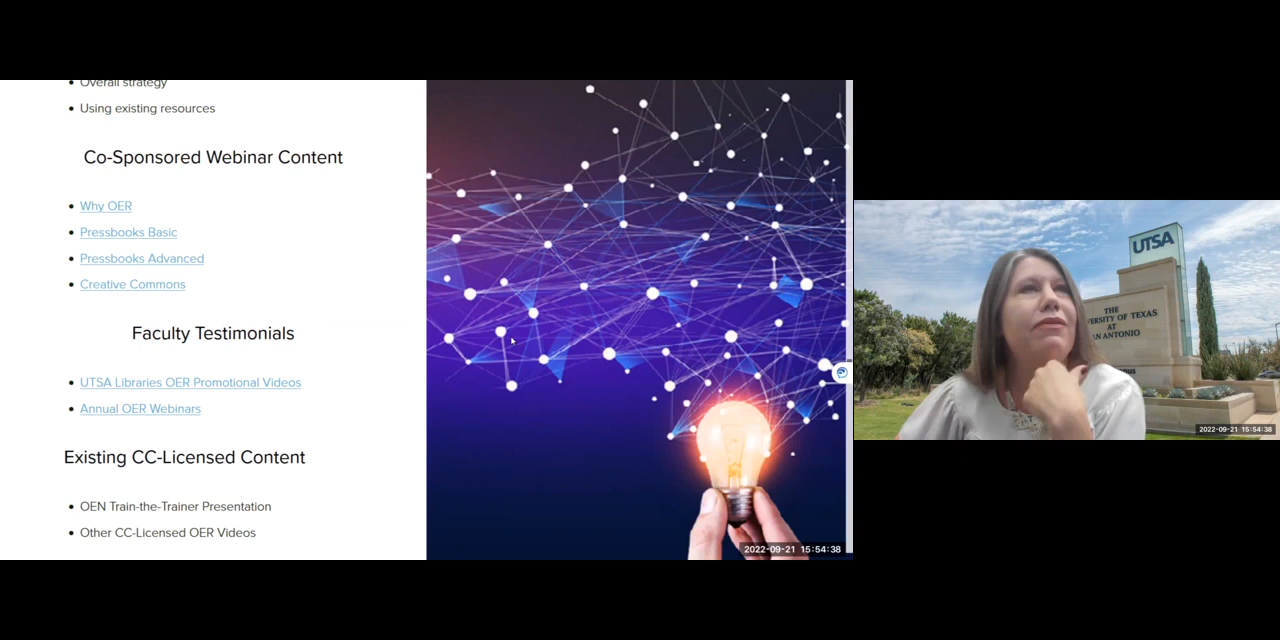 Overall strategy
Using existing resources
Co-Sponsored Webinar Content
Why OER
Pressbooks Basic
Pressbooks Advanced
Creative Commons
Faculty Testimonials
UTSA Libraries OER Promotional Videos
Annual OER Webinars
Existing CC-Licensed Content
OEN Train-the-Trainer Presentation
Other CC-Licensed OER Videos
2022-09-21 15:54:38
UTSA
THE
OF TEXAS
AT
2022-09-21 15:54:38